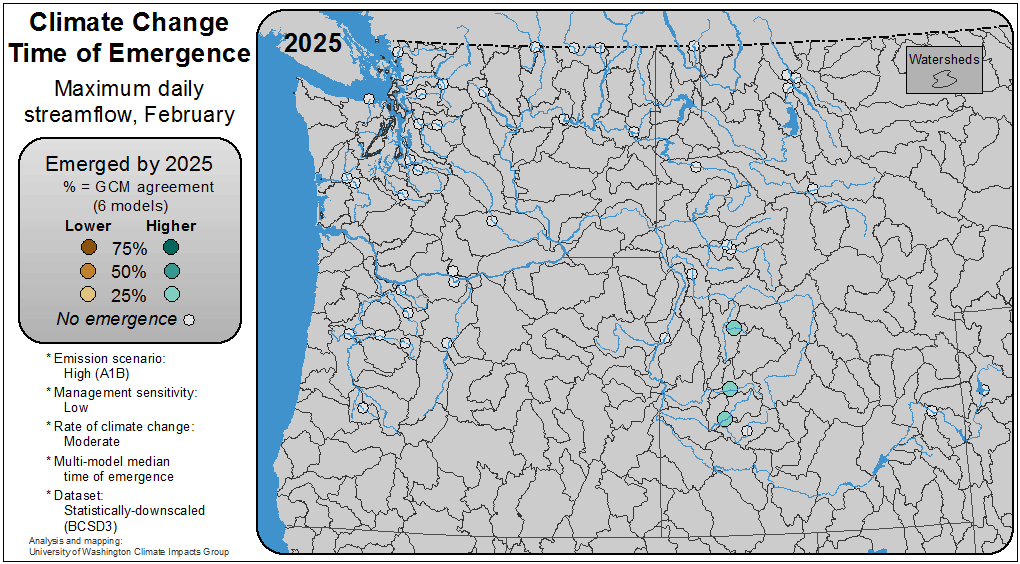 Climate Change
Time of Emergence
Maximum daily
streamflow, February
Emerged by 2025
% = GCM agreement
(6 models)
Lower Higher
75%
50%
25%
No emergence
* Emission scenario:
High (A1B)
* Management sensitivity:
Low
* Rate of climate change:
Moderate
* Multi-model median
time of emergence
* Dataset:
Statistically-downscaled
(BCSD3)
Analysis and mapping:
University of Washington Climate Impacts Group
2025
Watersheds